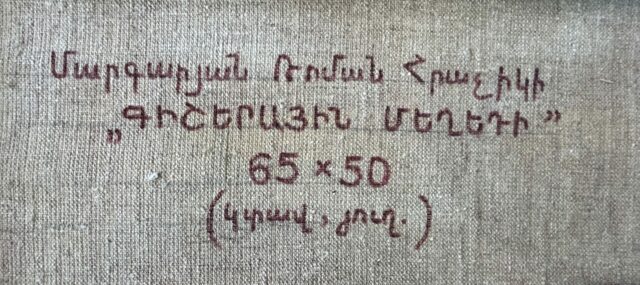 Մարգարյան Ռոման Հրաչիկի
„ԳԻՇԵՐԱՅԻՆ ՄԵՂԵԴԻ”
65 × 50
(կտավ, յուղ.)